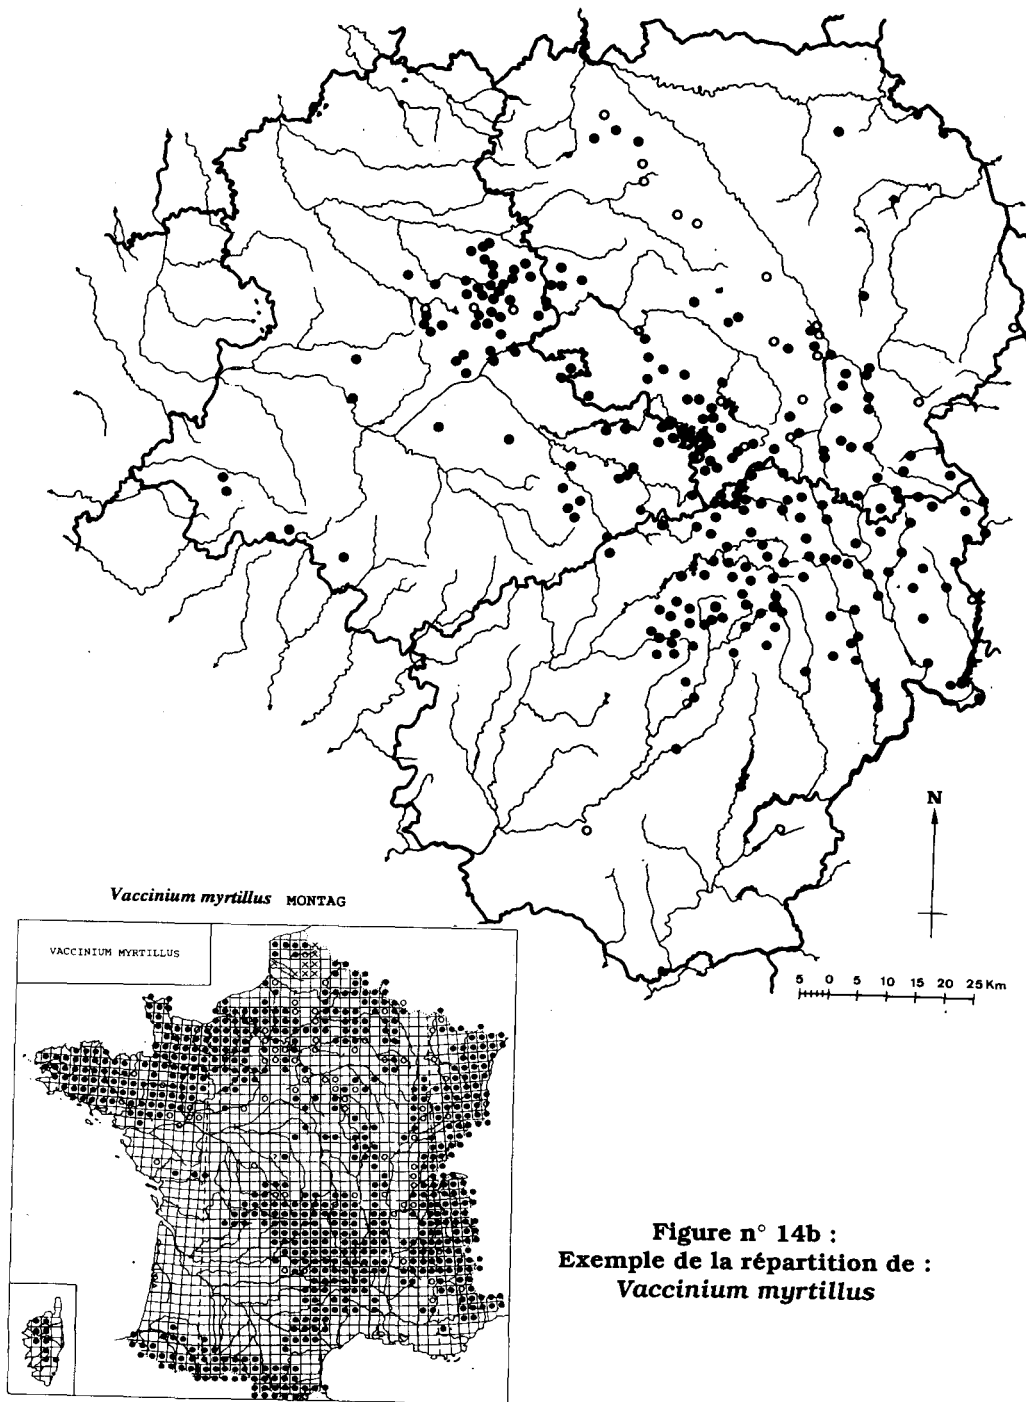 N
Vaccinium myrtillus MONTAG
VACCINIUM MYRTILLUS
5 0 5 10 15 20 25 Km
Figure n° 14b :
Exemple de la répartition de :
Vaccinium myrtillus